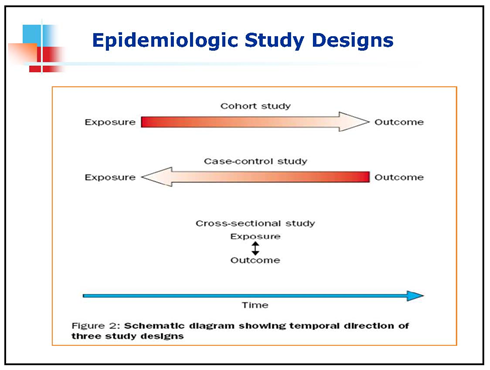 Epidemiologic Study Designs
Cohort study
Exposure Outcome
Case-control study
Exposure Outcome
Cross-sectional study
Exposure
Outcome
Time
Figure 2: Schematic diagram showing temporal direction of
three study designs